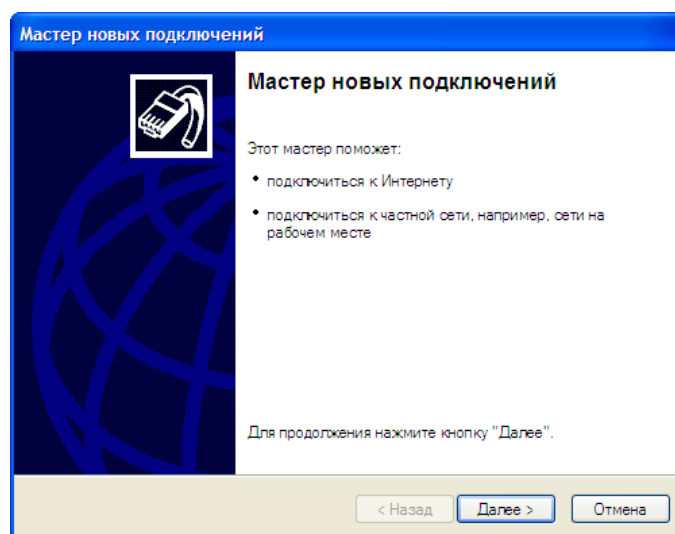 Мастер новых подключений
Мастер новых подключений
Этот мастер поможет:
• подключиться к Интернету
• подключиться к частной сети, например, сети на
рабочем месте
Для продолжения нажмите кнопку "Далее".
< Назад Далее > Отмена